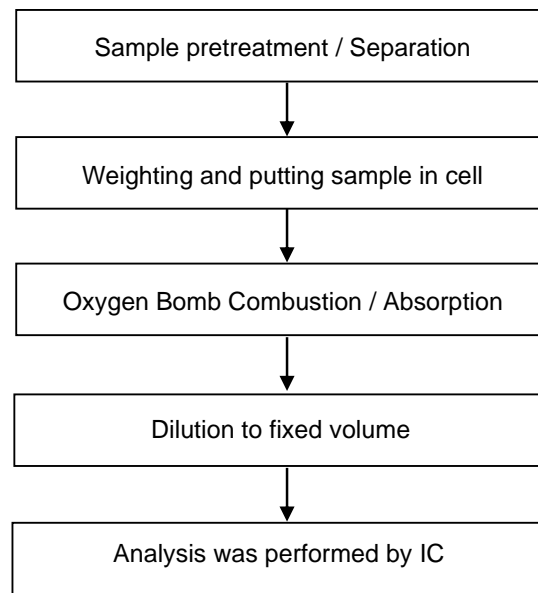 Sample pretreatment / Separation
Weighting and putting sample in cell
Oxygen Bomb Combustion / Absorption
Dilution to fixed volume
Analysis was performed by IC